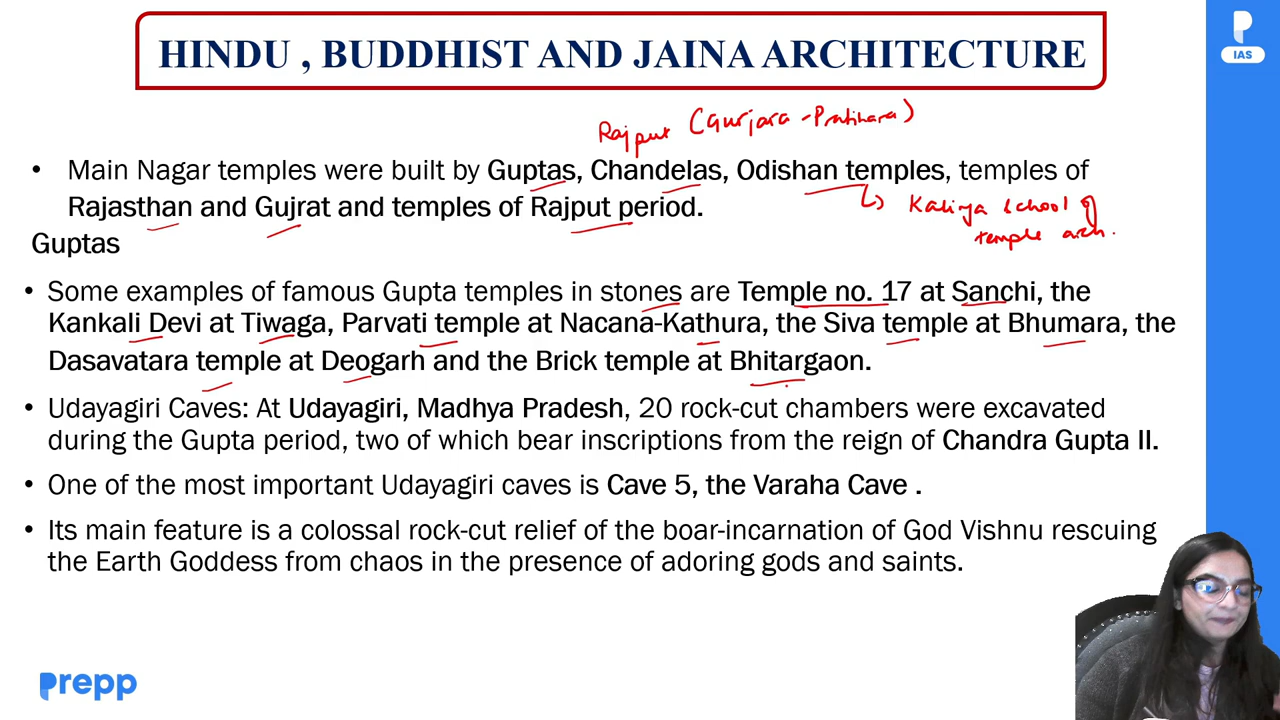 HINDU , BUDDHIST AND JAINA ARCHITECTURE
IAS
Rajput (Gurjara - Pratihara)
• Main Nagar temples were built by Guptas, Chandelas, Odishan temples, temples of
Rajasthan and Gujrat and temples of Rajput period.
Kalinga School of
temple arch.
Guptas
• Some examples of famous Gupta temples in stones are Temple no. 17 at Sanchi, the
Kankali Devi at Tiwaga, Parvati temple at Nacana-Kathura, the Siva temple at Bhumara, the
Dasavatara temple at Deogarh and the Brick temple at Bhitargaon.
• Udayagiri Caves: At Udayagiri, Madhya Pradesh, 20 rock-cut chambers were excavated
during the Gupta period, two of which bear inscriptions from the reign of Chandra Gupta II.
• One of the most important Udayagiri caves is Cave 5, the Varaha Cave .
• Its main feature is a colossal rock-cut relief of the boar-incarnation of God Vishnu rescuing
the Earth Goddess from chaos in the presence of adoring gods and saints.
prepp